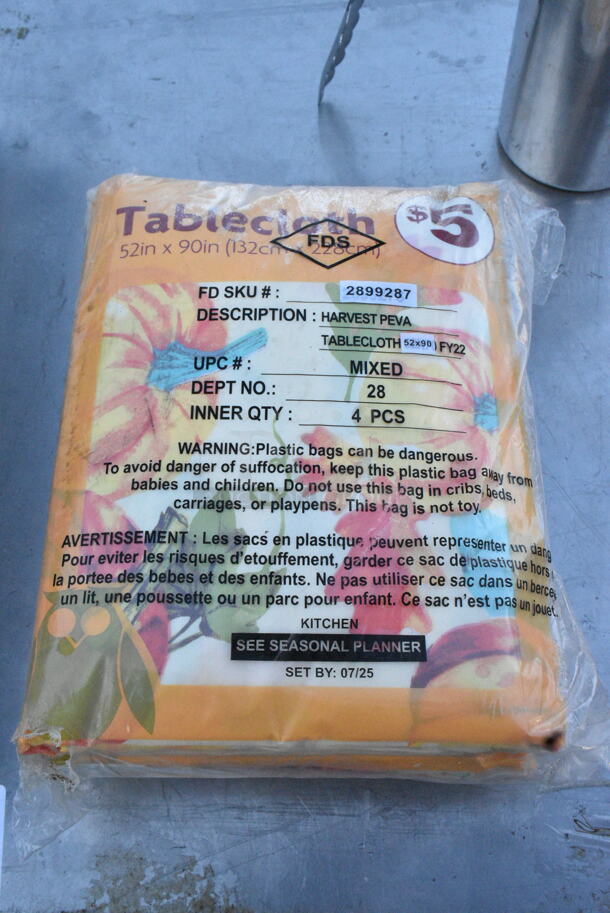 Tablecloth
$5
52in x 90in (132cm x 228cm)
FDS
FD SKU # : 2899287
DESCRIPTION : HARVEST PEVA
TABLECLOTH 52x90 FY22
UPC # : MIXED
DEPT NO.: 28
INNER QTY : 4 PCS
WARNING:Plastic bags can be dangerous.
To avoid danger of suffocation, keep this plastic bag away from
babies and children. Do not use this bag in cribs, beds,
carriages, or playpens. This bag is not toy.
AVERTISSEMENT : Les sacs en plastique peuvent representer un dang
Pour eviter les risques d'etouffement, garder ce sac de plastique hors
la portee des bebes et des enfants. Ne pas utiliser ce sac dans un berce
un lit, une poussette ou un parc pour enfant. Ce sac n'est pas un jouet.
KITCHEN
SEE SEASONAL PLANNER
SET BY: 07/25